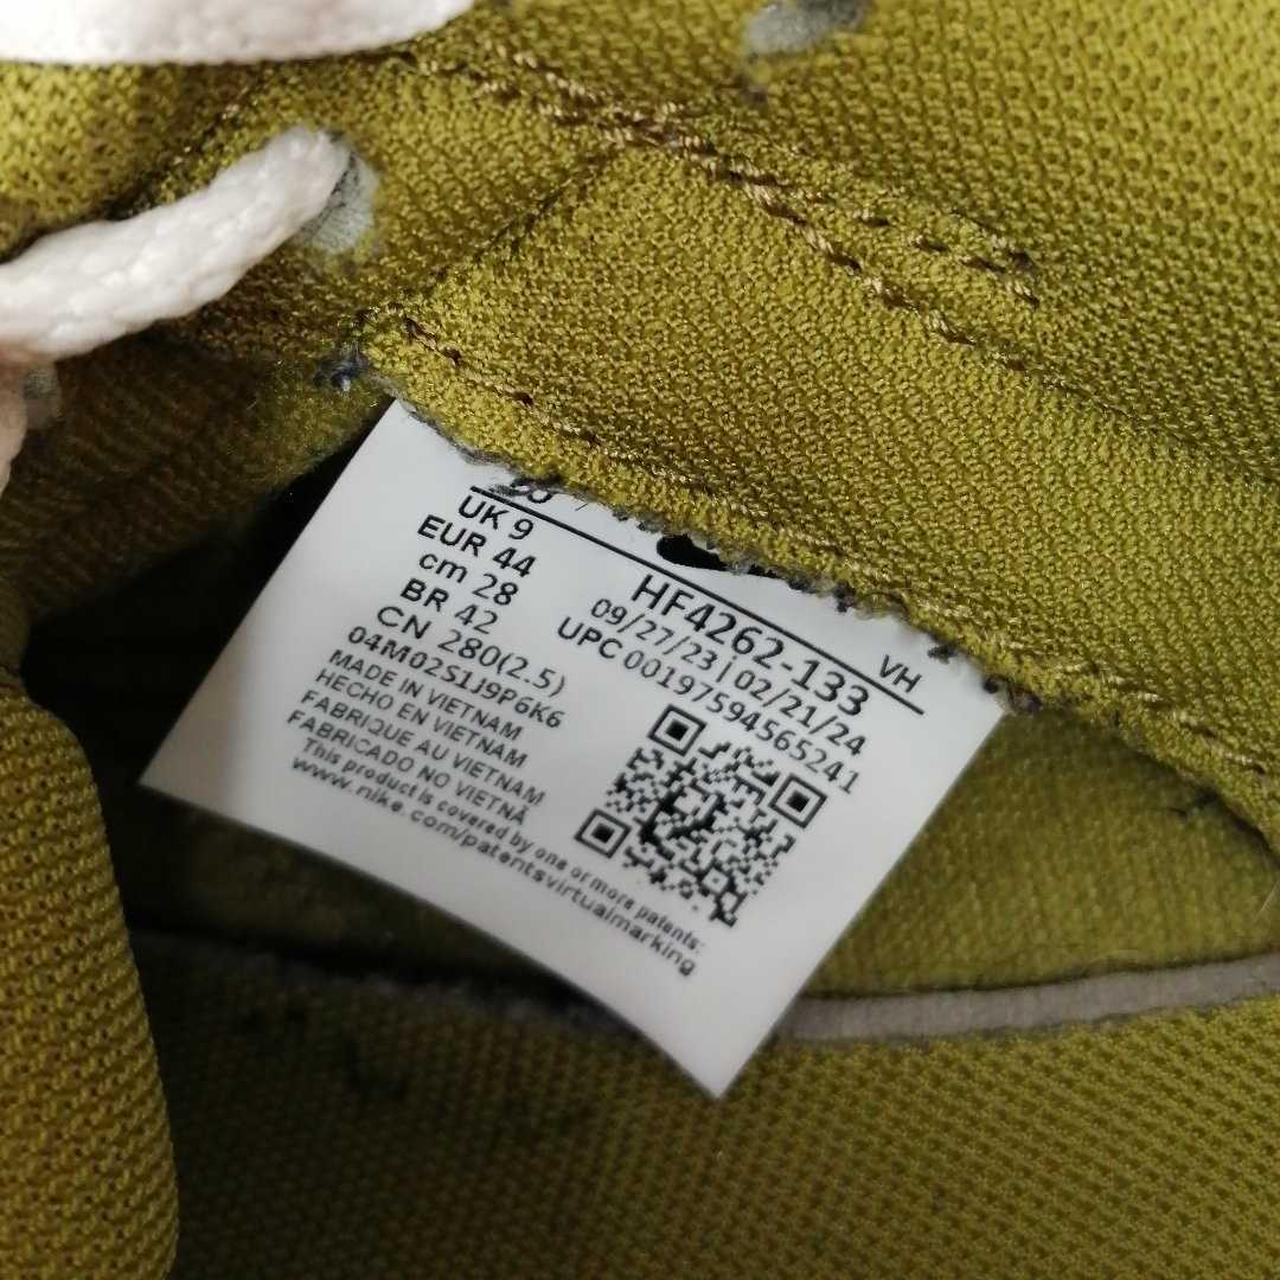 UK 9
EUR 44
cm 28
BR 42
CN 280(2.5)
04M02S1J9P6K6
MADE IN VIETNAM
HECHO EN VIETNAM
FABRIQUE AU VIETNAM
FABRICADO NO VIETNÃ
This product is covered by one or more patents:
www.nike.com/patentsvirtualmarking
VH
HF4262-133
09/27/23 | 02/21/24
UPC 00197594565241